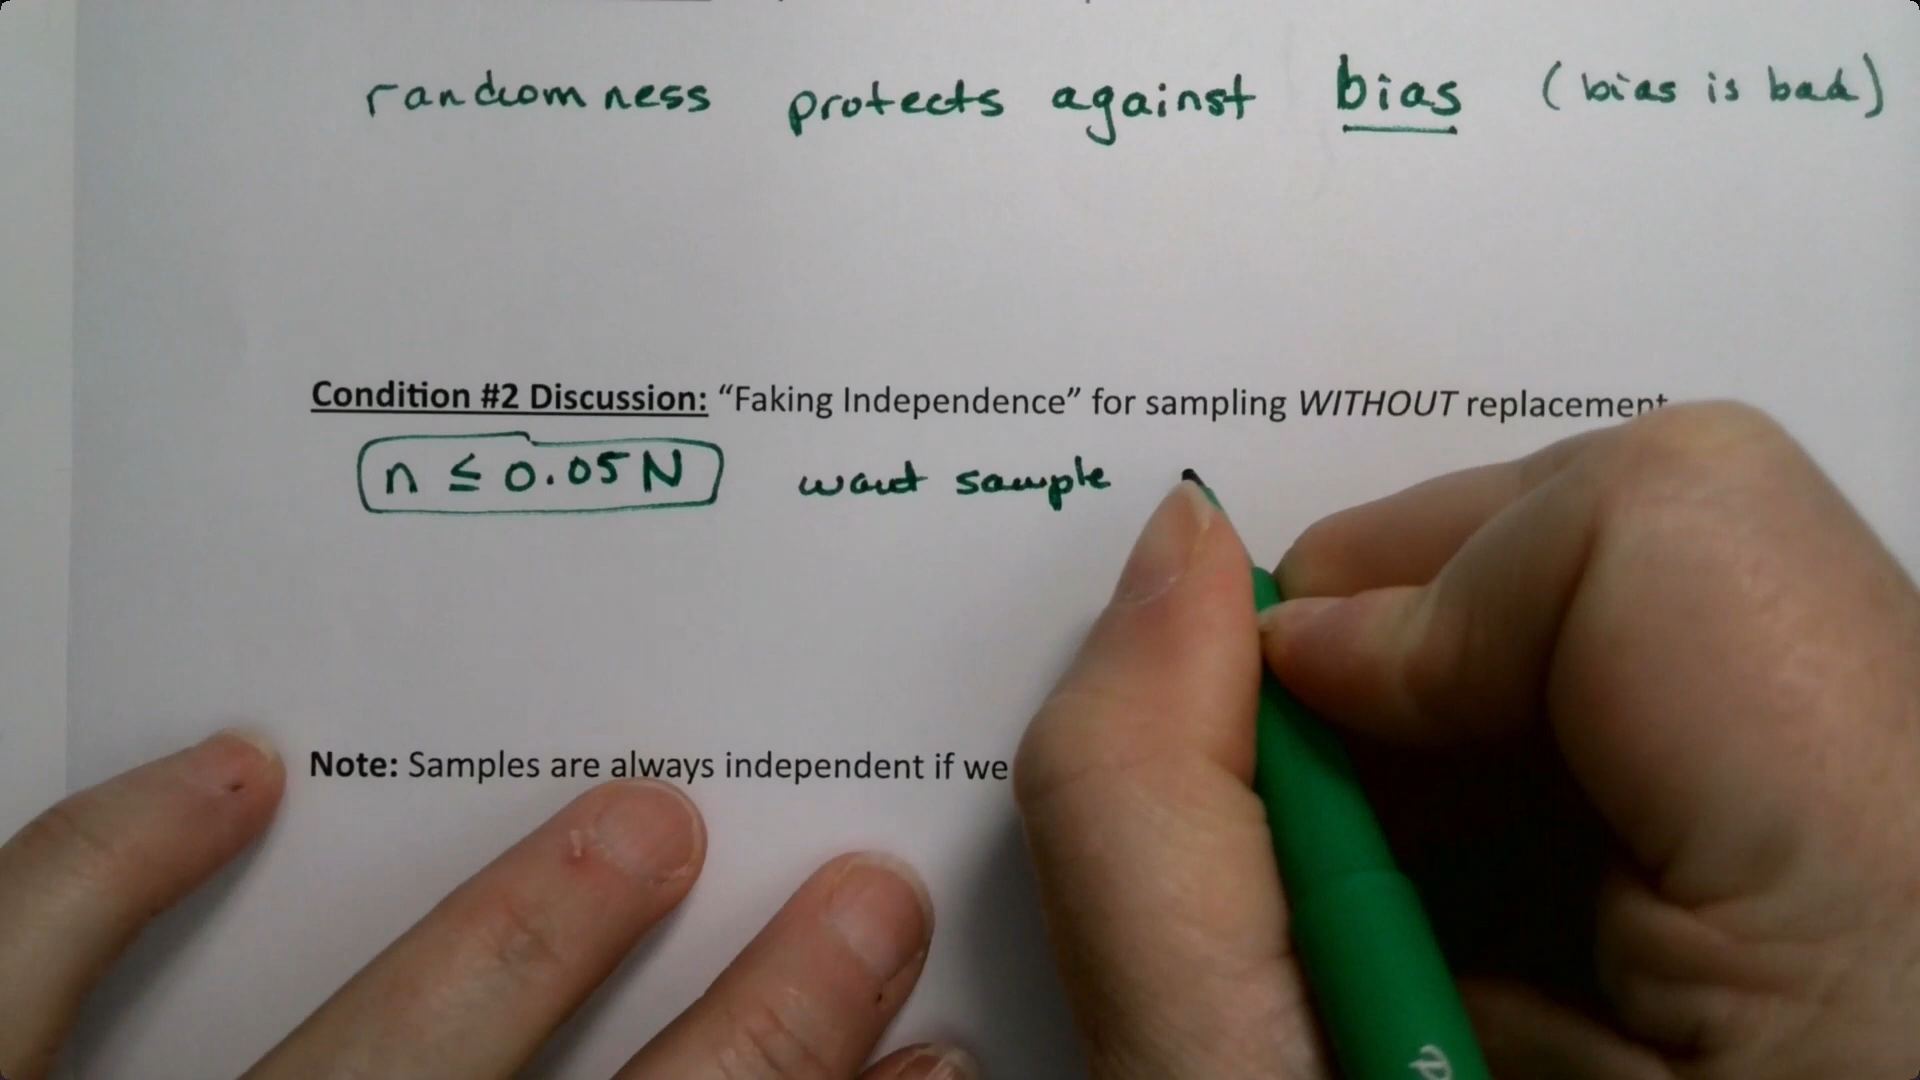 randomness protects against bias (bias is bad)
Condition #2 Discussion: “Faking Independence” for sampling WITHOUT replacement
n ≤ 0.05N want sample
Note: Samples are always independent if we